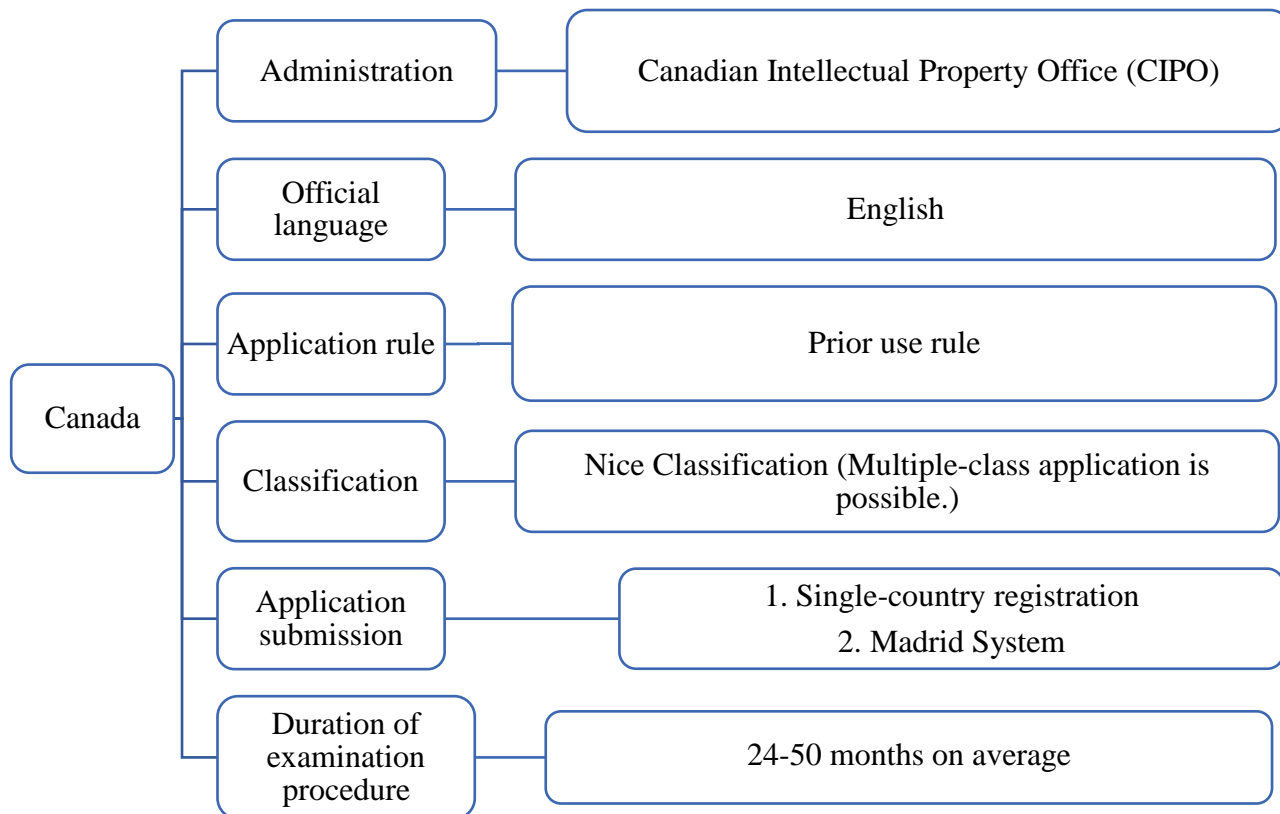 Administration
Canadian Intellectual Property Office (CIPO)
Official
language
English
Application rule
Prior use rule
Canada
Classification
Nice Classification (Multiple-class application is
possible.)
Application
submission
1. Single-country registration
2. Madrid System
Duration of
examination
procedure
24-50 months on average